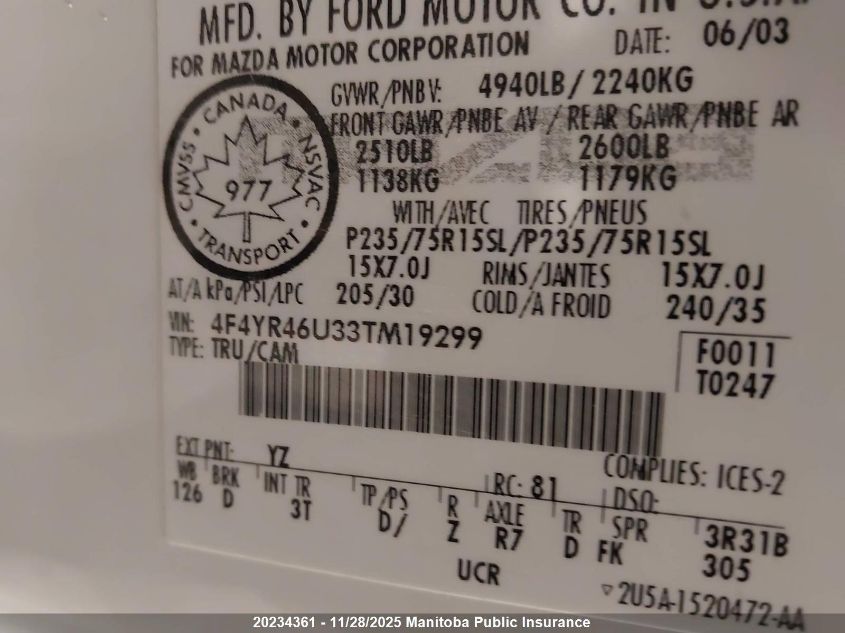 MFD. BY FORD MOTOR CO. IN U.S.A.
FOR MAZDA MOTOR CORPORATION DATE: 06/03
GVWR/PNBV: 4940LB/2240KG
FRONT GAWR/PNBE AV / REAR GAWR/PNBE AR
2510LB 2600LB
1138KG 1179KG
WITH/AVEC TIRES/PNEUS
P235/75R15SL/P235/75R15SL
15X7.0J RIMS/JANTES 15X7.0J
AT/A kPa/PSI/LPC 205/30 COLD/A FROID 240/35
CANADA
CMVSS • NSVAC
977
TRANSPORT
VIN: 4F4YR46U33TM19299
TYPE: TRU/CAM
F0011
T0247
EXT PNT: YZ RC: 81 COMPLIES: ICES-2
DSO:
WB BRK INT TR TP/PS R AXLE TR SPR 3R31B
126 D 3T D/ Z R7 D FK 305
UCR
▽2U5A-1520472-AA
20234361 - 11/28/2025 Manitoba Public Insurance